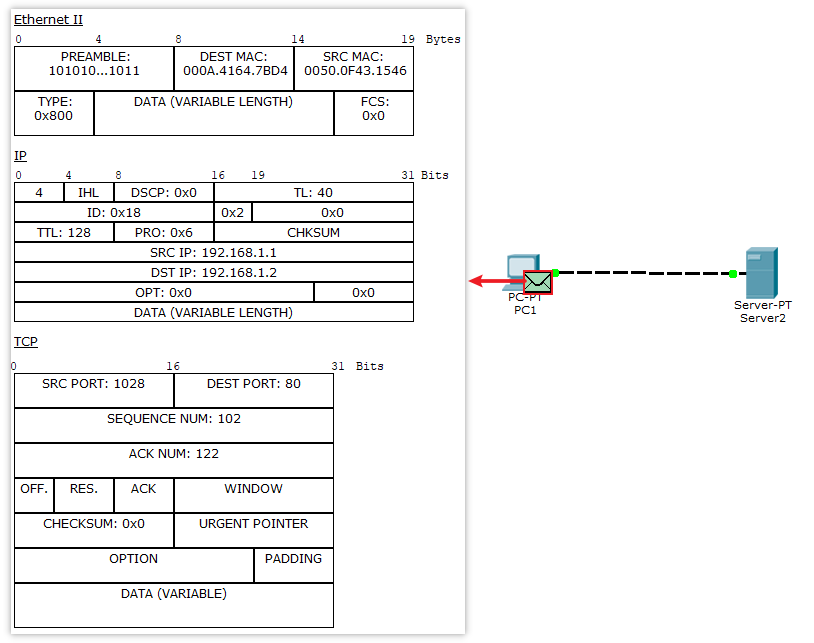 Ethernet II
0 4 8 14 19 Bytes
PREAMBLE: DEST MAC: SRC MAC:
101010...1011 000A.4164.7BD4 0050.0F43.1546
TYPE: DATA (VARIABLE LENGTH) FCS:
0x800 0x0
IP
0 4 8 16 19 31 Bits
4 IHL DSCP: 0x0 TL: 40
ID: 0x18 0x2 0x0
TTL: 128 PRO: 0x6 CHKSUM
SRC IP: 192.168.1.1
DST IP: 192.168.1.2
OPT: 0x0 0x0
DATA (VARIABLE LENGTH)
TCP
0 16 31 Bits
SRC PORT: 1028 DEST PORT: 80
SEQUENCE NUM: 102
ACK NUM: 122
OFF. RES. ACK WINDOW
CHECKSUM: 0x0 URGENT POINTER
OPTION PADDING
DATA (VARIABLE)
PC-PT
PC1
Server-PT
Server2